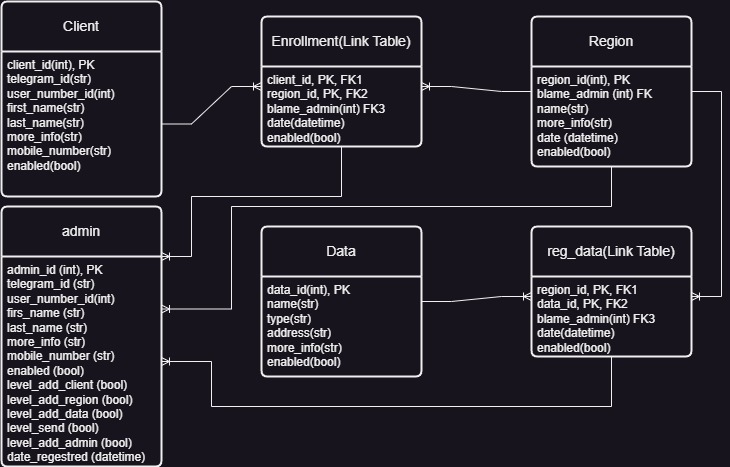 Client
client_id(int), PK
telegram_id(str)
user_number_id(int)
first_name(str)
last_name(str)
more_info(str)
mobile_number(str)
enabled(bool)
Enrollment(Link Table)
client_id, PK, FK1
region_id, PK, FK2
blame_admin(int) FK3
date(datetime)
enabled(bool)
Region
region_id(int), PK
blame_admin (int) FK
name(str)
more_info(str)
date (datetime)
enabled(bool)
admin
admin_id (int), PK
telegram_id (str)
user_number_id(int)
firs_name (str)
last_name (str)
more_info (str)
mobile_number (str)
enabled (bool)
level_add_client (bool)
level_add_region (bool)
level_add_data (bool)
level_send (bool)
level_add_admin (bool)
date_regestred (datetime)
Data
data_id(int), PK
name(str)
type(str)
address(str)
more_info(str)
enabled(bool)
reg_data(Link Table)
region_id, PK, FK1
data_id, PK, FK2
blame_admin(int) FK3
date(datetime)
enabled(bool)